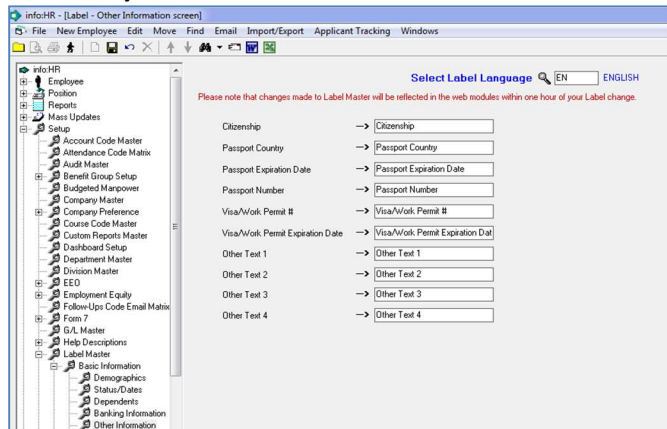 info:HR - [Label - Other Information screen]
File New Employee Edit Move Find Email Import/Export Applicant Tracking Windows
info:HR
Employee
Position
Reports
Mass Updates
Setup
Account Code Master
Attendance Code Matrix
Audit Master
Benefit Group Setup
Budgeted Manpower
Company Master
Company Preference
Course Code Master
Custom Reports Master
Dashboard Setup
Department Master
Division Master
EEO
Employment Equity
Follow-Ups Code Email Matrix
Form 7
G/L Master
Help Descriptions
Label Master
Basic Information
Demographics
Status/Dates
Dependents
Banking Information
Other Information
Select Label Language EN ENGLISH
Please note that changes made to Label Master will be reflected in the web modules within one hour of your Label change.
Citizenship Citizenship
Passport Country Passport Country
Passport Expiration Date Passport Expiration Date
Passport Number Passport Number
Visa/Work Permit # Visa/Work Permit #
Visa/Work Permit Expiration Date Visa/Work Permit Expiration Dat
Other Text 1 Other Text 1
Other Text 2 Other Text 2
Other Text 3 Other Text 3
Other Text 4 Other Text 4